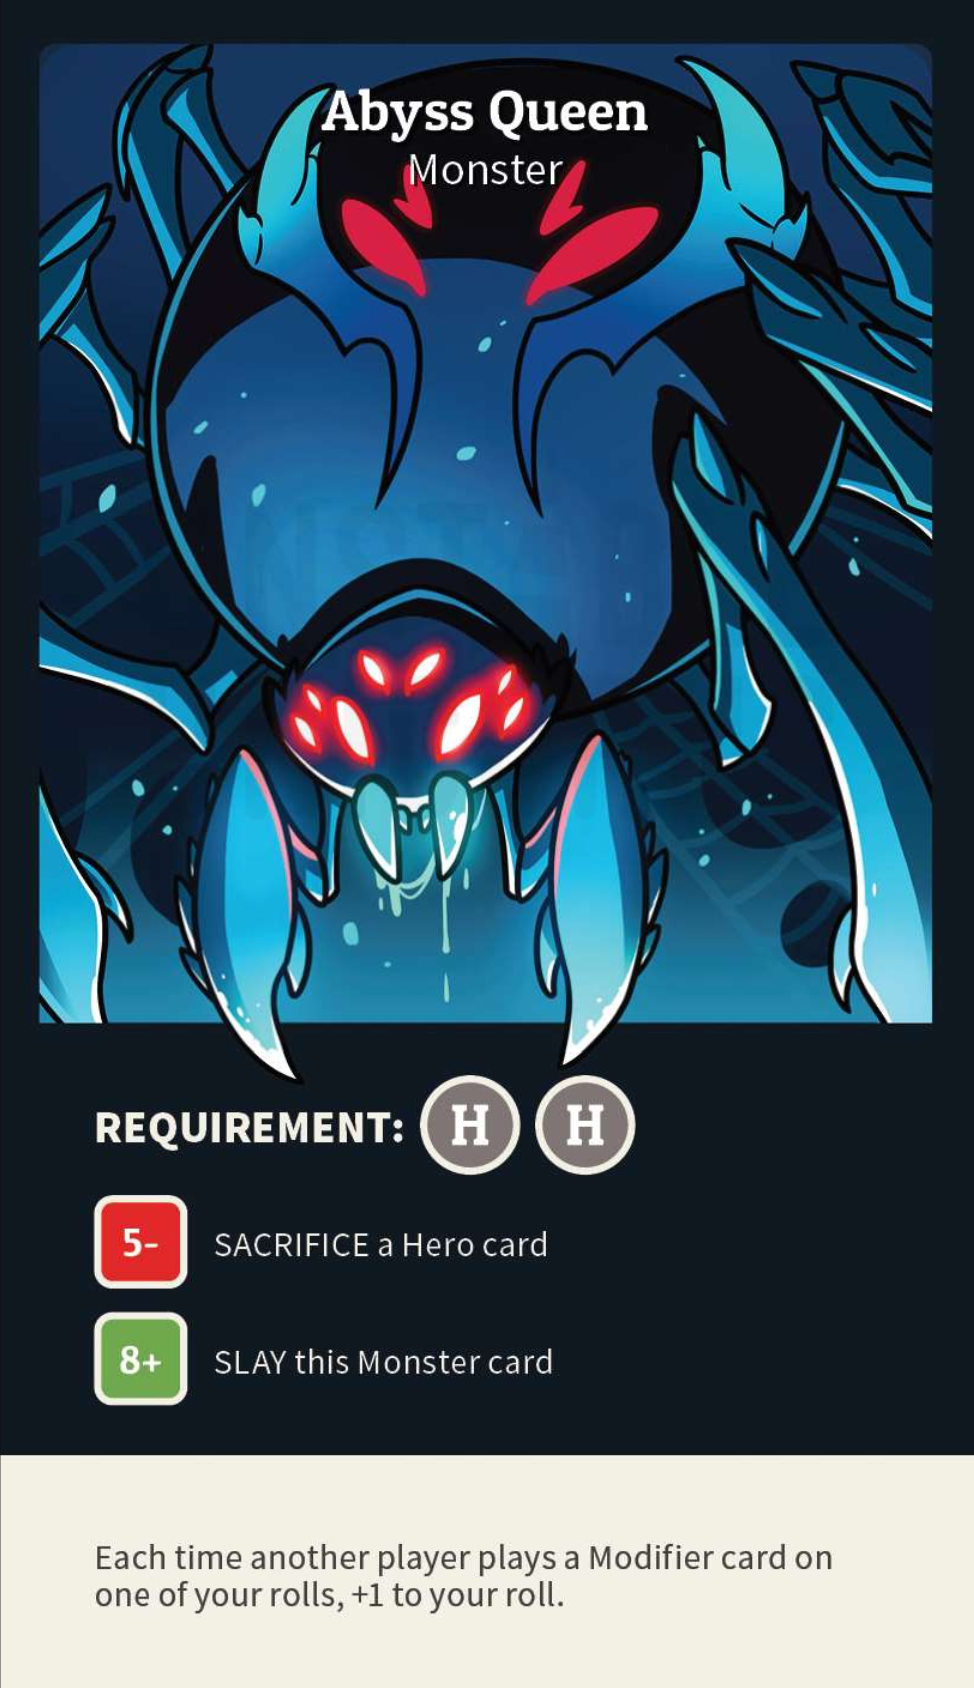 Abyss Queen
Monster
REQUIREMENT: H H
5- SACRIFICE a Hero card
8+ SLAY this Monster card
Each time another player plays a Modifier card on
one of your rolls, +1 to your roll.